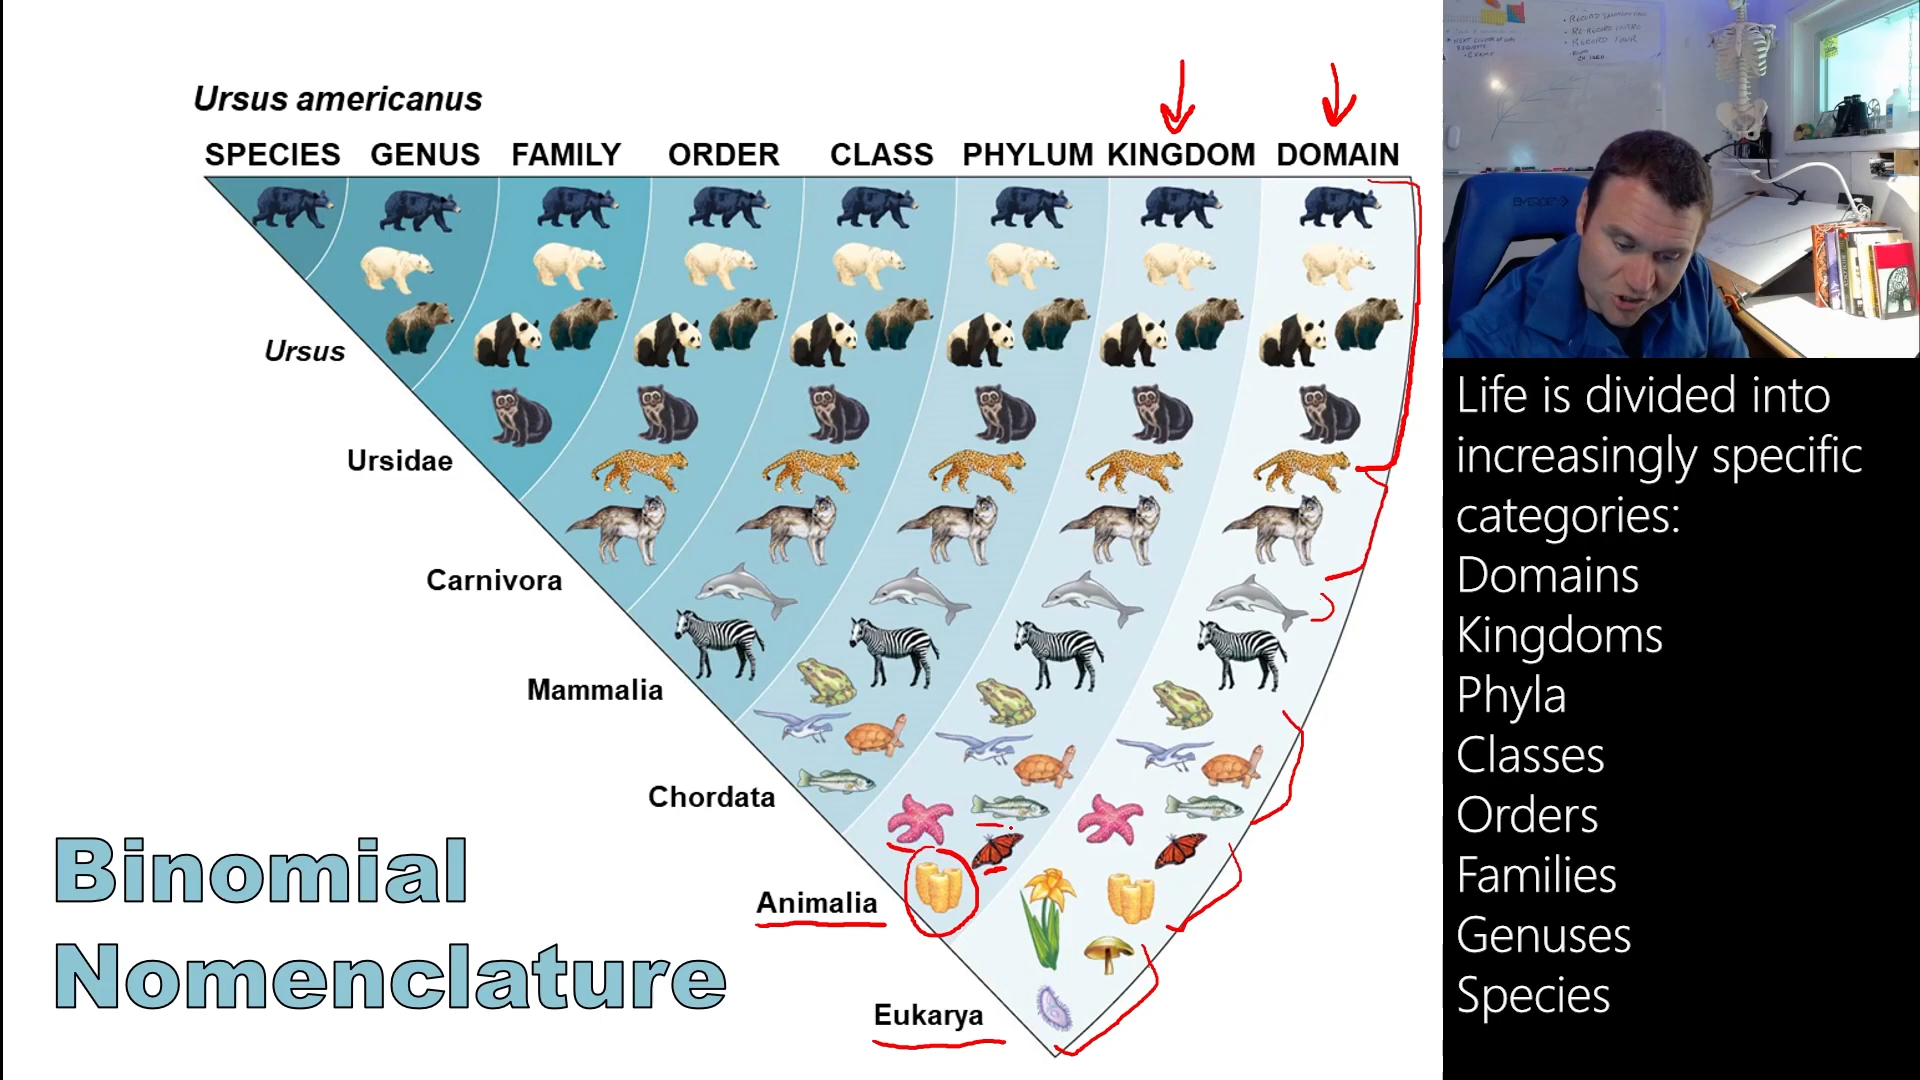 Ursus americanus
SPECIES GENUS FAMILY ORDER CLASS PHYLUM KINGDOM DOMAIN
Ursus
Ursidae
Carnivora
Mammalia
Chordata
Animalia
Eukarya
Binomial
Nomenclature
Life is divided into
increasingly specific
categories:
Domains
Kingdoms
Phyla
Classes
Orders
Families
Genuses
Species